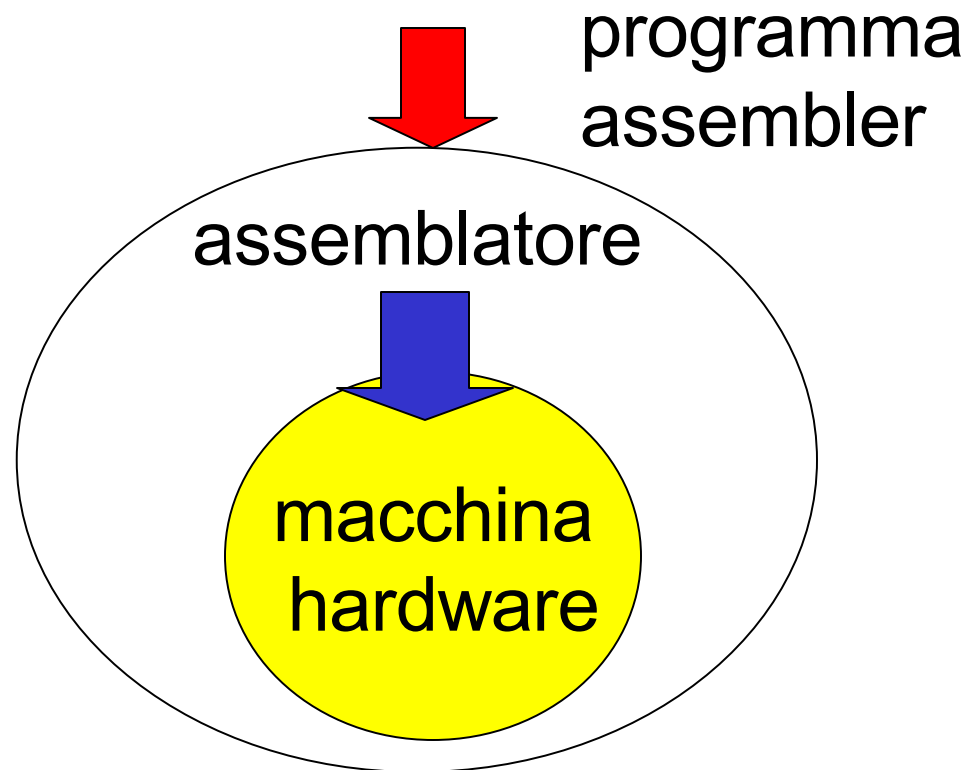 programma
assembler
assemblatore
macchina
hardware